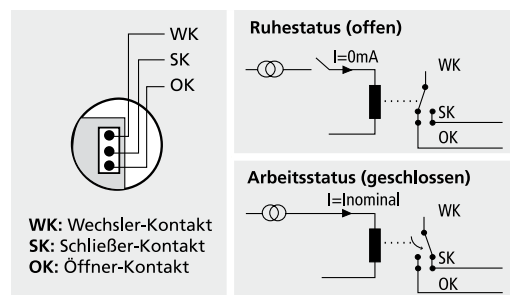 WK
SK
OK
WK: Wechsler-Kontakt
SK: Schließer-Kontakt
OK: Öffner-Kontakt
Ruhestatus (offen)
I=0mA
WK
SK
OK
Arbeitsstatus (geschlossen)
I=Inominal
WK
SK
OK